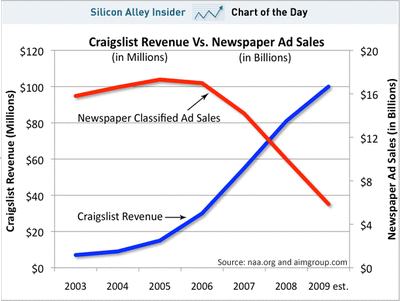 Silicon Alley Insider Chart of the Day
Craigslist Revenue Vs. Newspaper Ad Sales
(in Millions) (in Billions)
$120 $20
$100 $16
$80 $12
$60
$40 $8
$20 $4
$0 $0
Craigslist Revenue (Millions)
Newspaper Ad Sales (in Billions)
Newspaper Classified Ad Sales
Craigslist Revenue
Source: naa.org and aimgroup.com
2003 2004 2005 2006 2007 2008 2009 est.